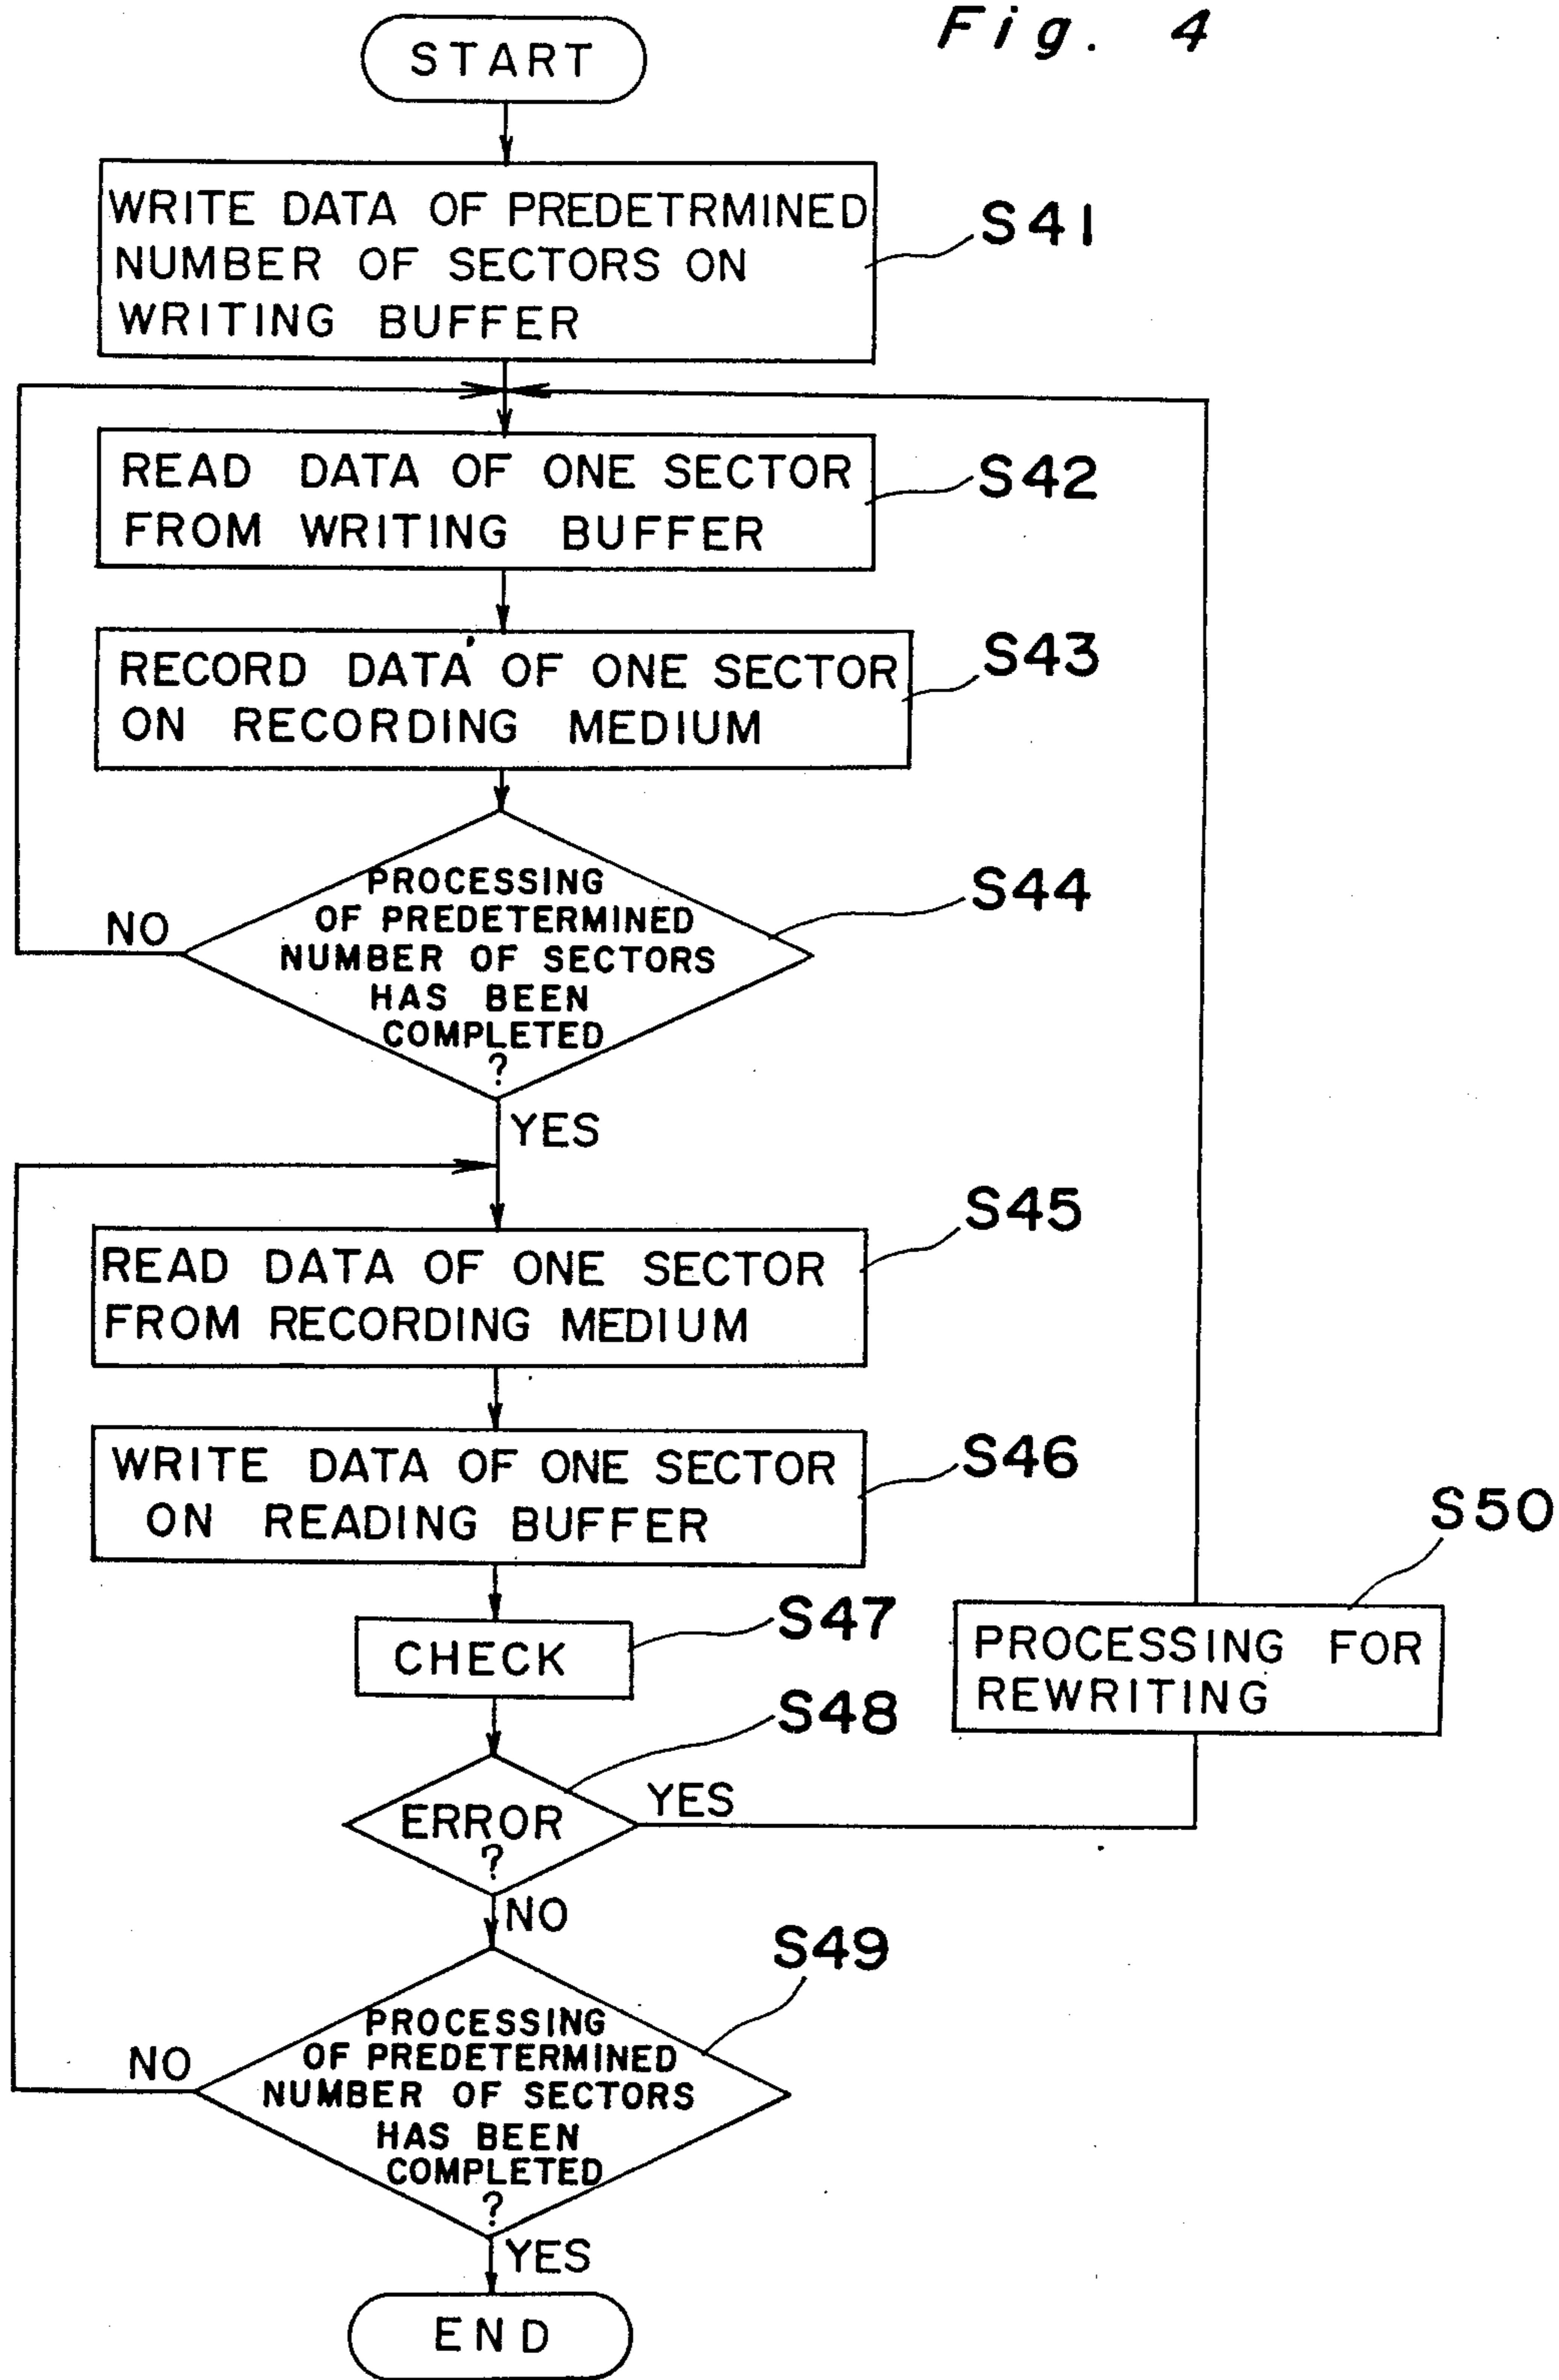 Fig. 4
START
WRITE DATA OF PREDETRMINED
NUMBER OF SECTORS ON
WRITING BUFFER
S41
READ DATA OF ONE SECTOR
FROM WRITING BUFFER
S42
RECORD DATA OF ONE SECTOR
ON RECORDING MEDIUM
S43
PROCESSING
OF PREDETERMINED
NUMBER OF SECTORS
HAS BEEN
COMPLETED
?
S44
NO
YES
READ DATA OF ONE SECTOR
FROM RECORDING MEDIUM
S45
WRITE DATA OF ONE SECTOR
ON READING BUFFER
S46
CHECK
S47
PROCESSING FOR
REWRITING
S50
ERROR
?
S48
YES
NO
PROCESSING
OF PREDETERMINED
NUMBER OF SECTORS
HAS BEEN
COMPLETED
?
S49
NO
YES
END